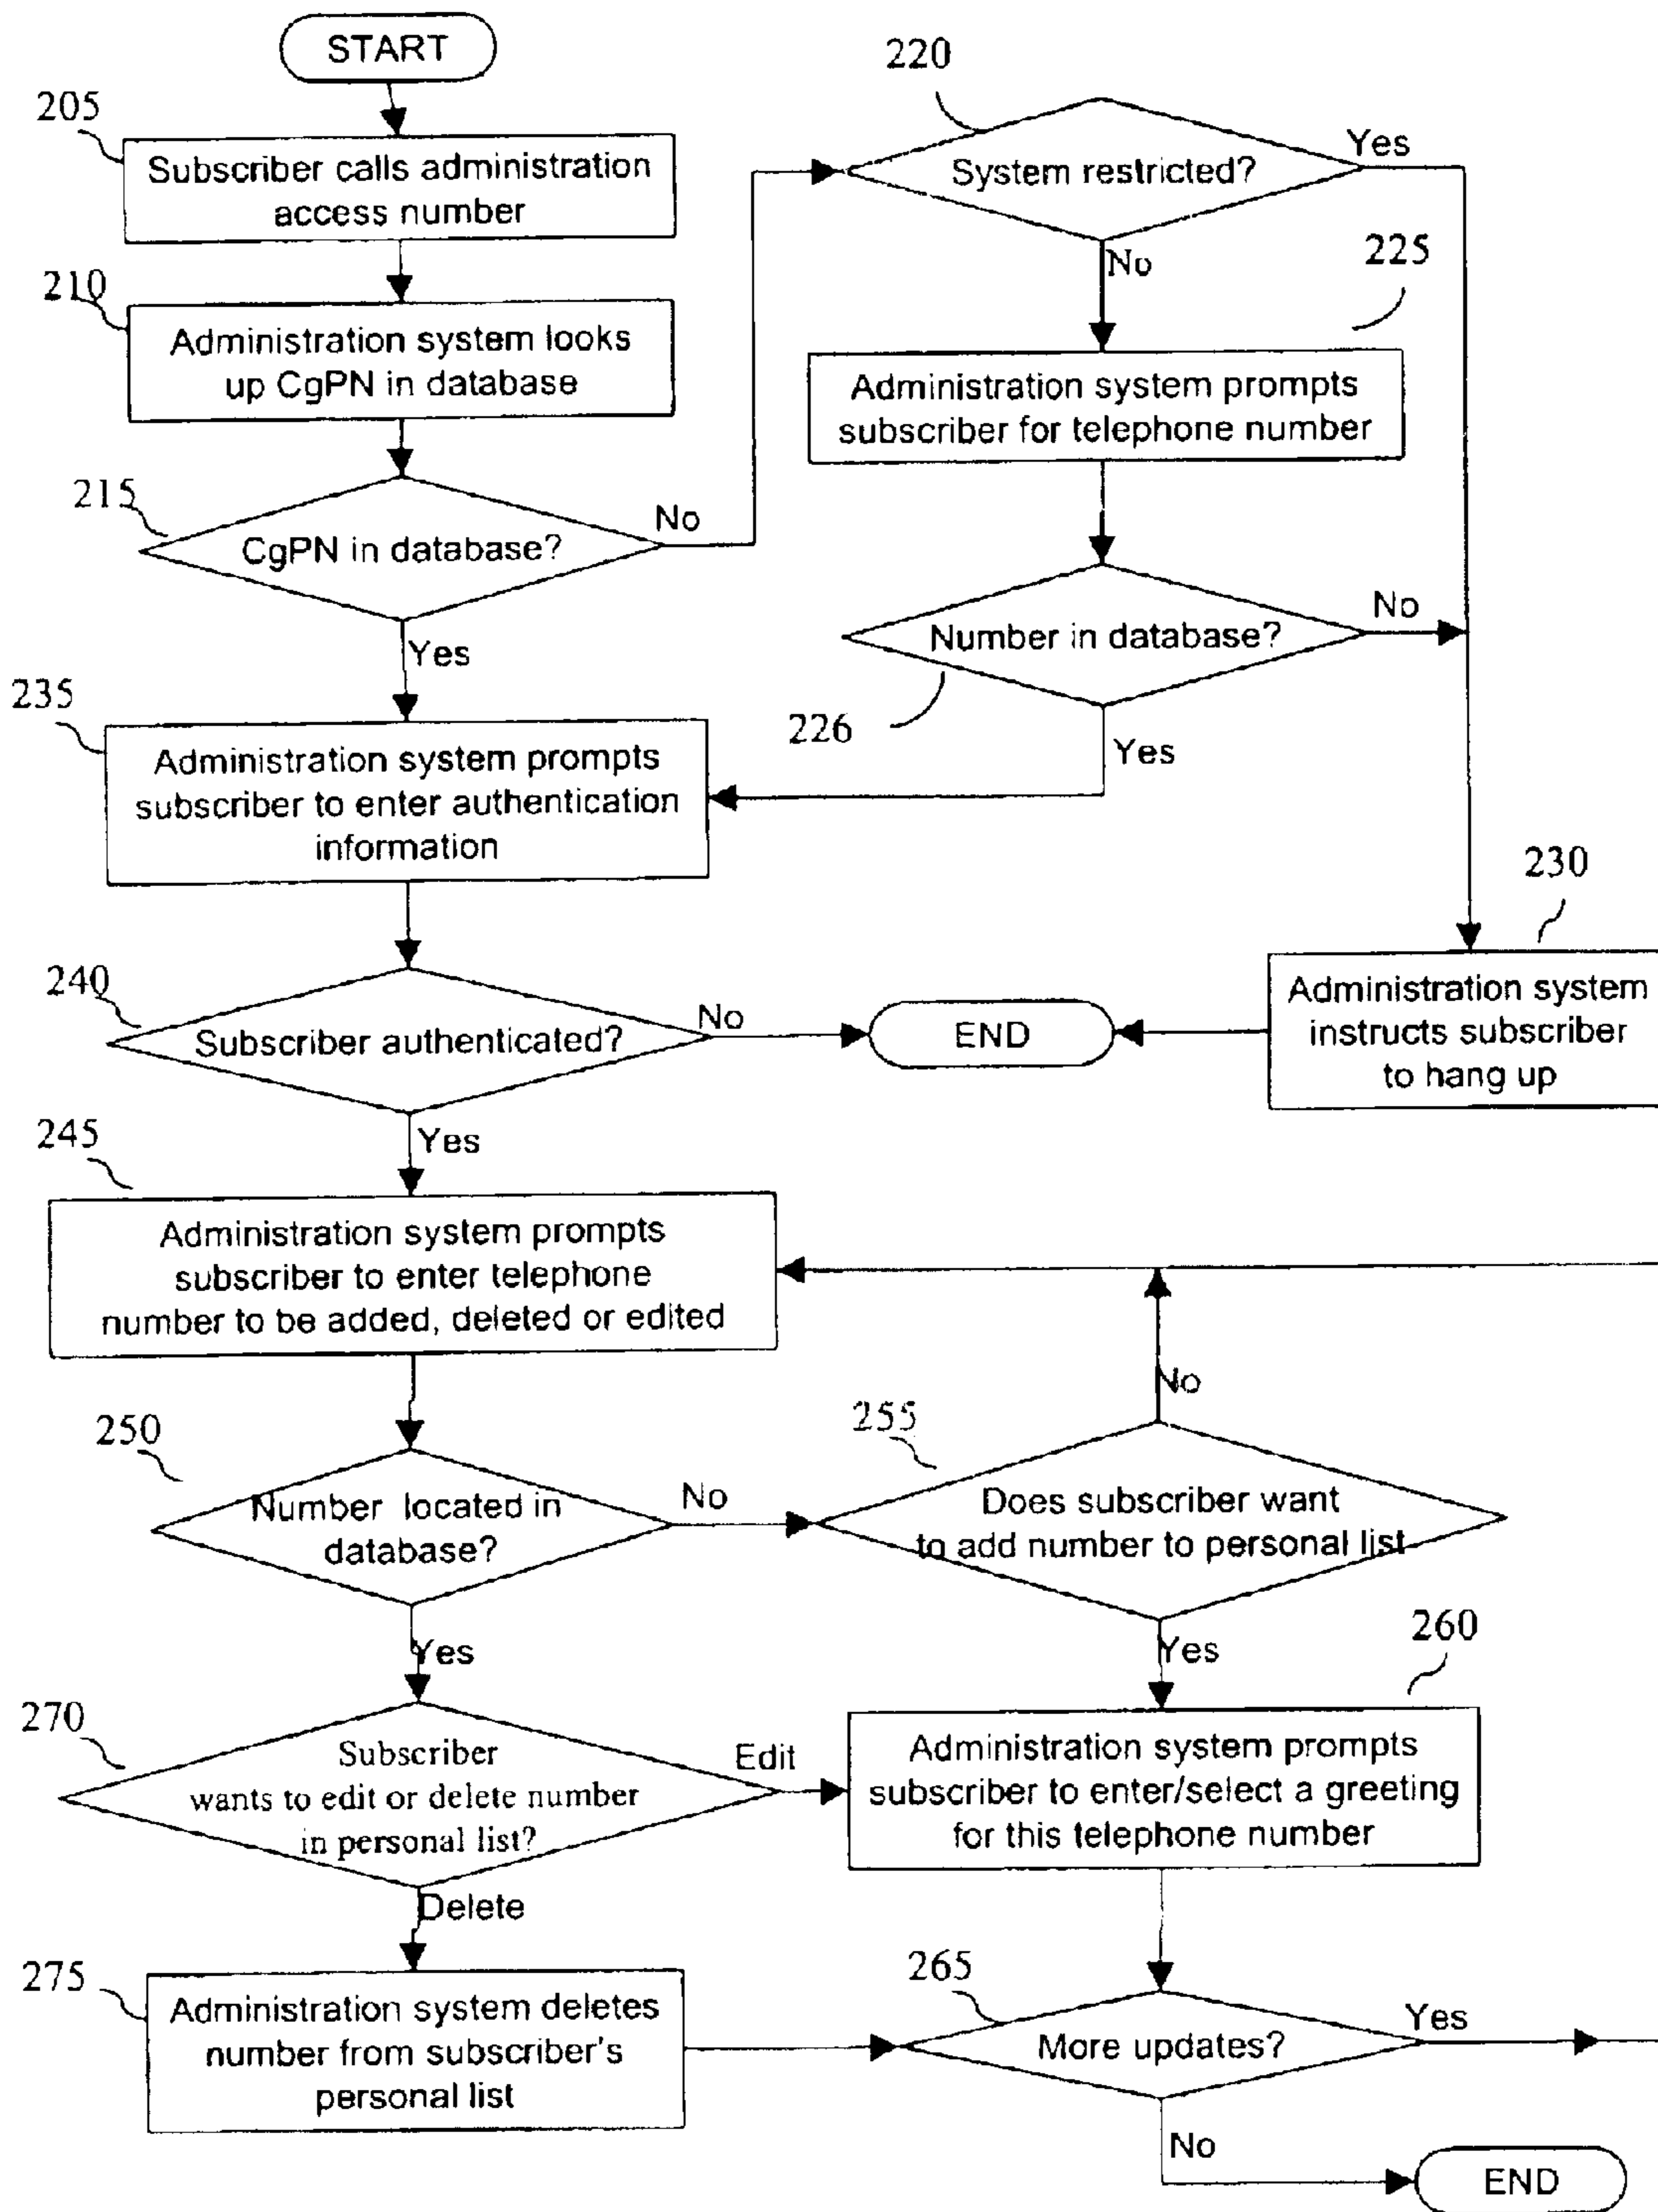 START
205
Subscriber calls administration
access number
210
Administration system looks
up CgPN in database
215
CgPN in database?
No
Yes
220
System restricted?
Yes
No
225
Administration system prompts
subscriber for telephone number
Number in database?
No
226
Yes
230
Administration system
instructs subscriber
to hang up
235
Administration system prompts
subscriber to enter authentication
information
240
Subscriber authenticated?
No
END
Yes
245
Administration system prompts
subscriber to enter telephone
number to be added, deleted or edited
250
Number located in
database?
No
Yes
255
Does subscriber want
to add number to personal list
No
Yes
260
Administration system prompts
subscriber to enter/select a greeting
for this telephone number
270
Subscriber
wants to edit or delete number
in personal list?
Edit
Delete
275
Administration system deletes
number from subscriber's
personal list
265
More updates?
Yes
No
END